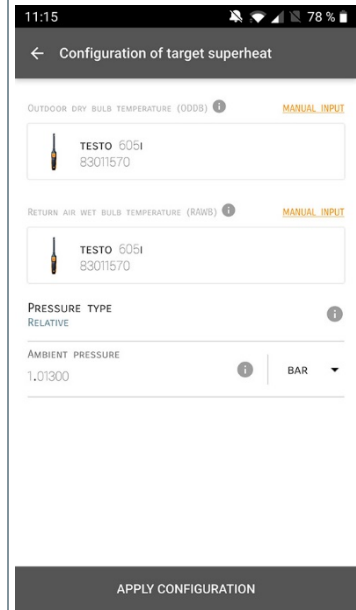 11:15 78 %
Configuration of target superheat
OUTDOOR DRY BULB TEMPERATURE (ODDB) MANUAL INPUT
TESTO 605I
83011570
RETURN AIR WET BULB TEMPERATURE (RAWB) MANUAL INPUT
TESTO 605I
83011570
PRESSURE TYPE
RELATIVE
AMBIENT PRESSURE
1.01300 BAR
APPLY CONFIGURATION